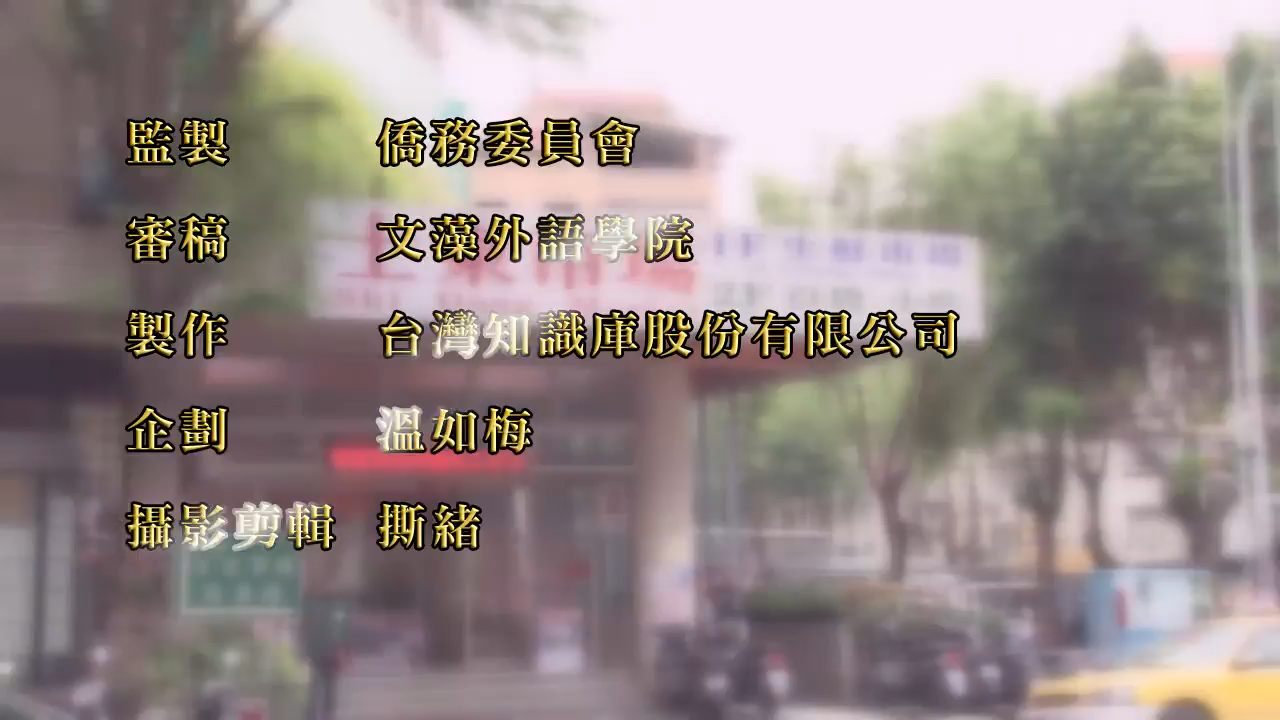 監製 僑務委員會
審稿 文藻外語學院
製作 台灣知識庫股份有限公司
企劃 溫如梅
攝影剪輯 撕緒